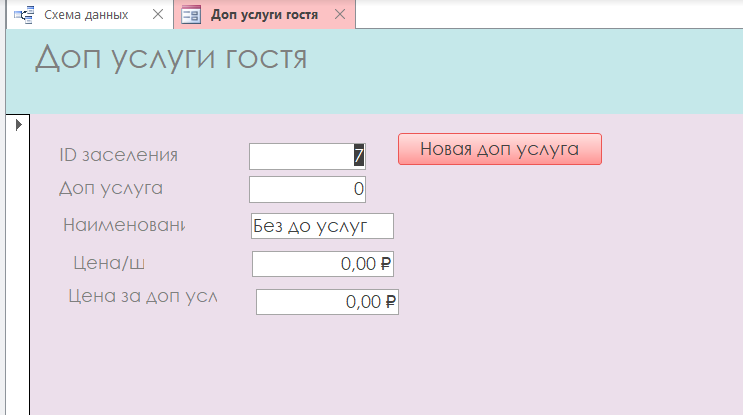 Схема данных
Доп услуги гостя
Доп услуги гостя
ID заселения 7
Новая доп услуга
Доп услуга 0
Наименовани Без до услуг
Цена/ш 0,00 ₽
Цена за доп усл 0,00 ₽